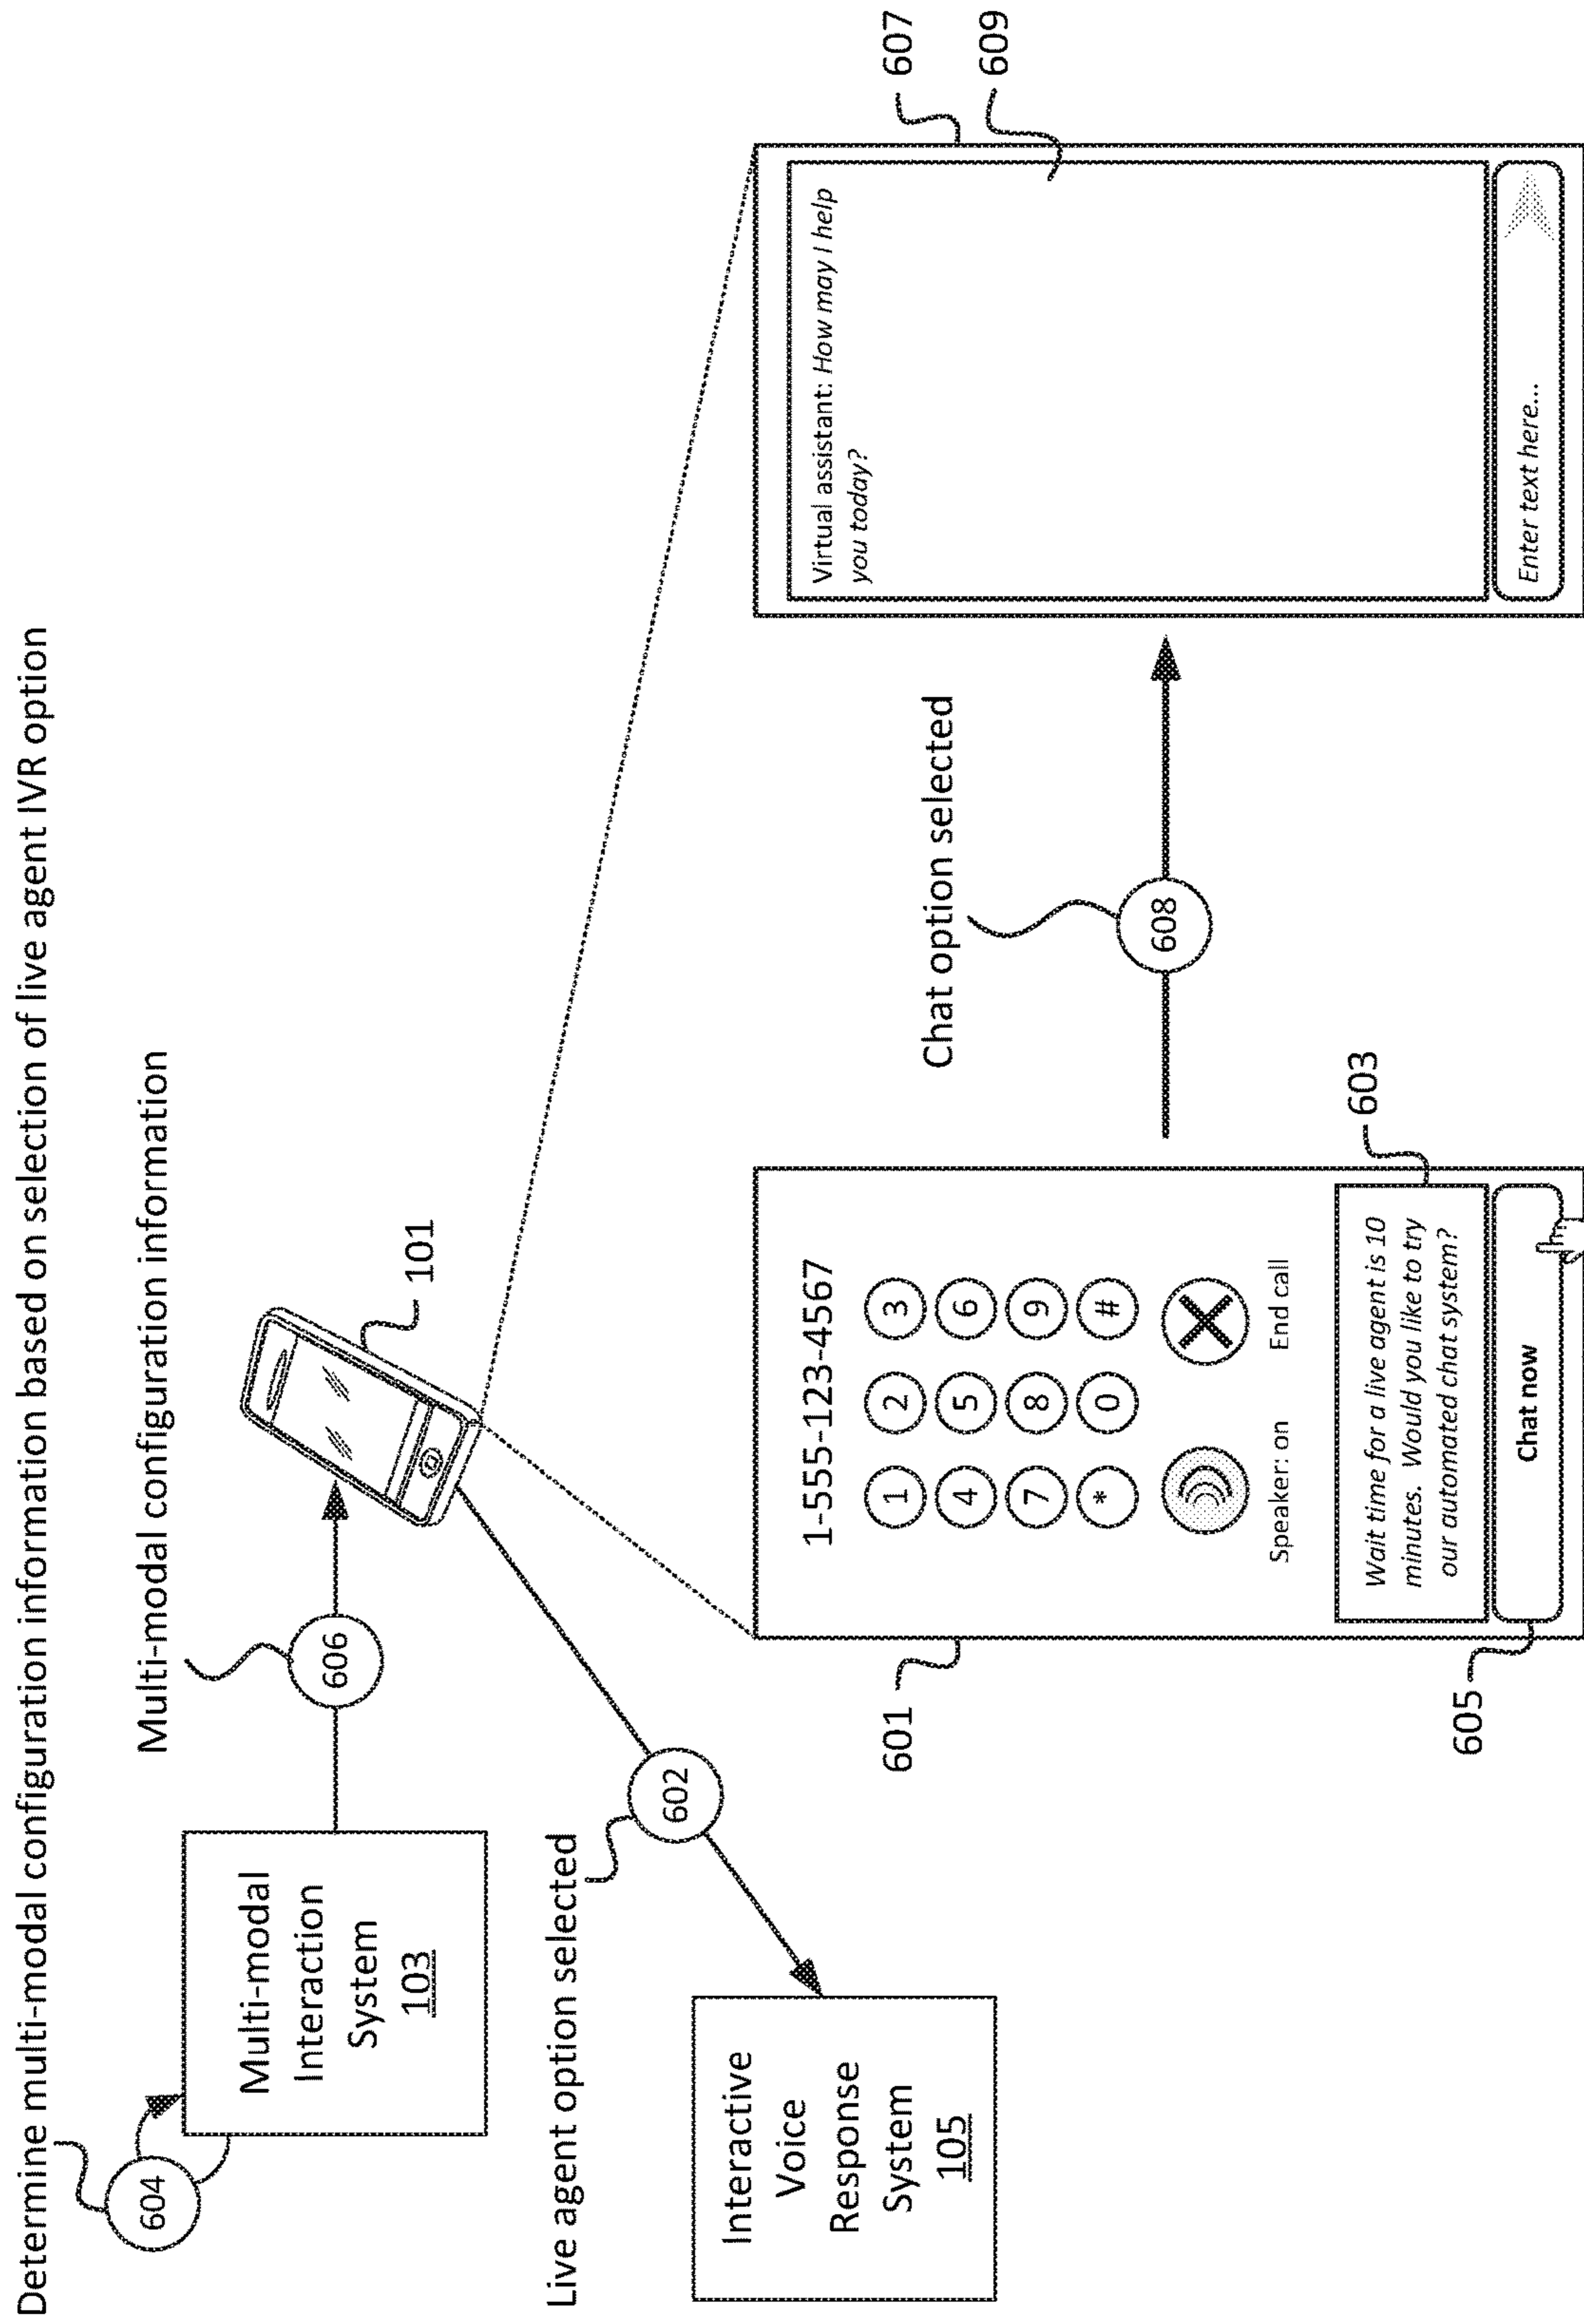 Determine multi-modal configuration information based on selection of live agent IVR option
604
Multi-modal configuration information
606
Multi-modal
Interaction
System
103
101
Live agent option selected
602
Interactive
Voice
Response
System
105
601
1-555-123-4567
1 2 3
4 5 6
7 8 9
* 0 #
Speaker: on End call
Wait time for a live agent is 10
minutes. Would you like to try
our automated chat system?
603
Chat now
605
Chat option selected
608
607
609
Virtual assistant: How may I help
you today?
Enter text here...